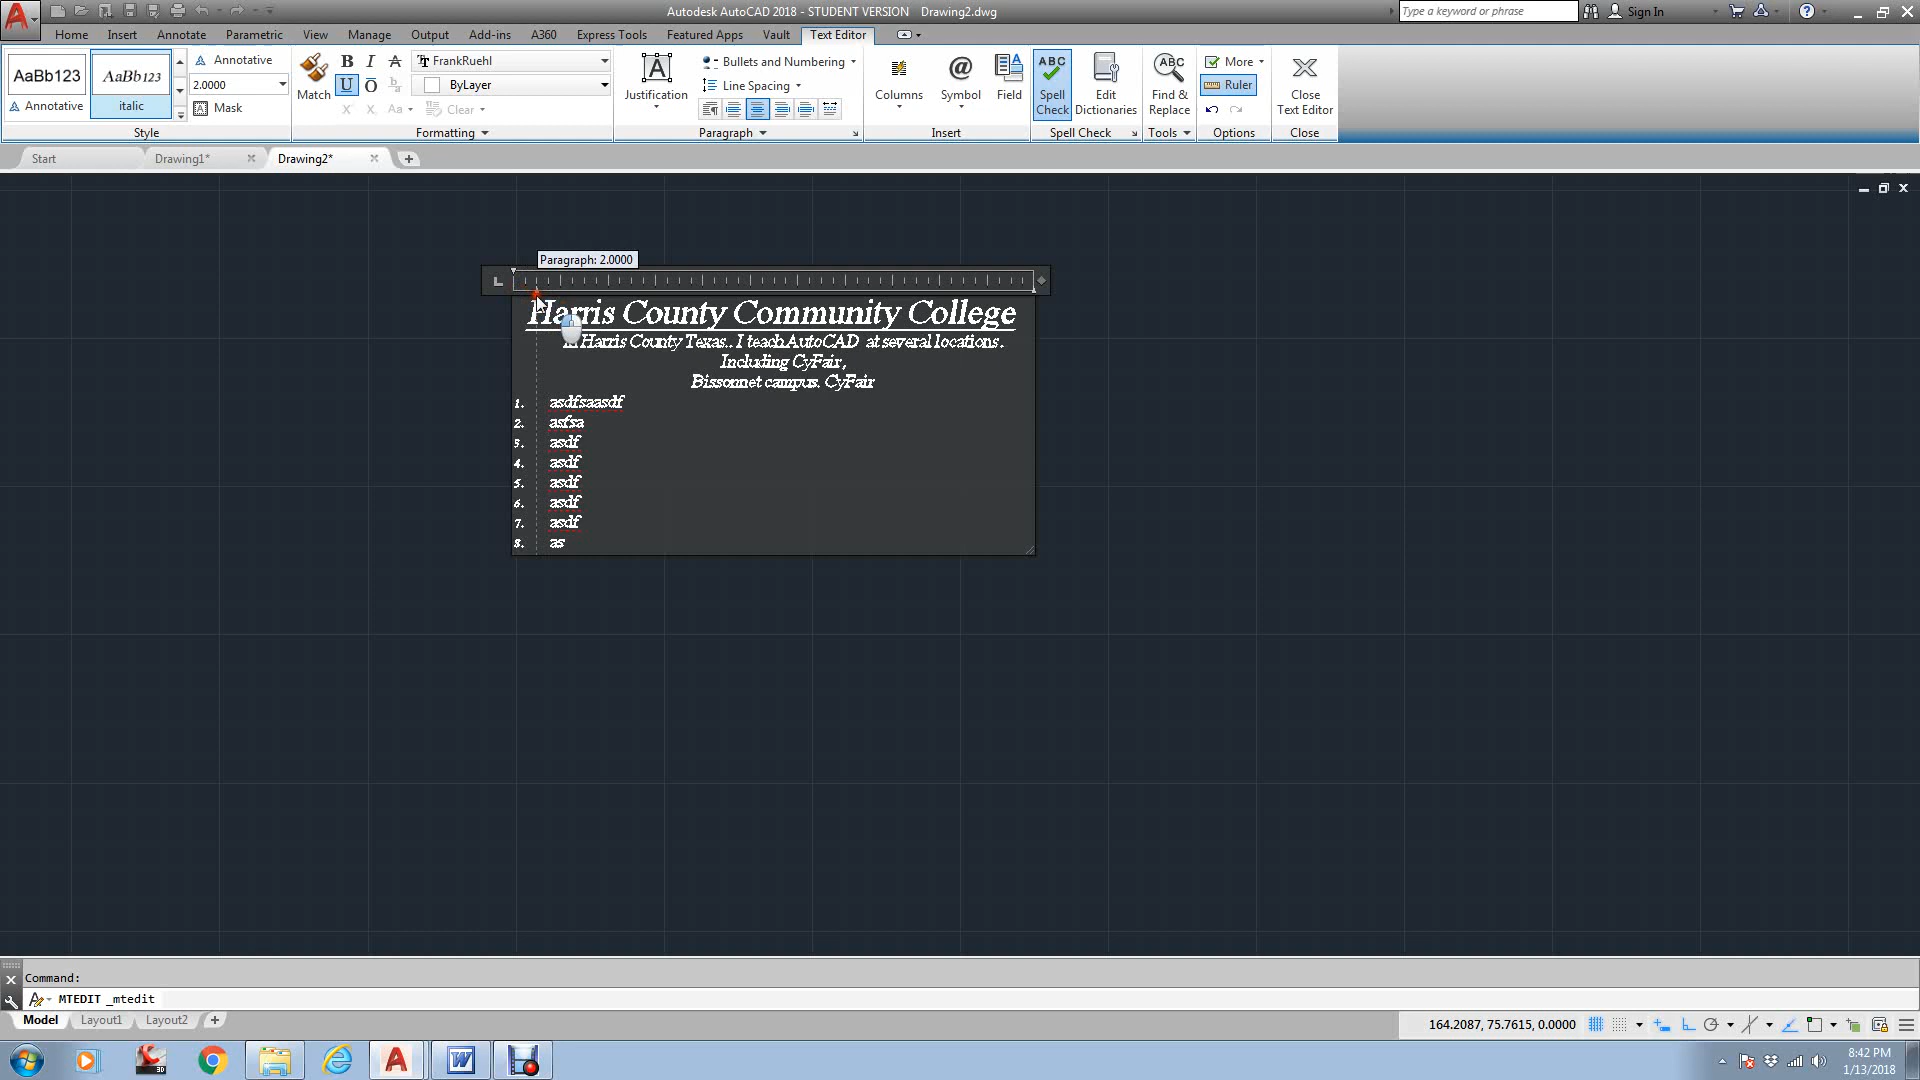 Autodesk AutoCAD 2018 - STUDENT VERSION Drawing2.dwg
Type a keyword or phrase
Sign In
Home Insert Annotate Parametric View Manage Output Add-ins A360 Express Tools Featured Apps Vault Text Editor
AaBb123 AaBb123 Annotative
Annotative italic 2.0000 Mask
Style
Match B I A FrankRuehl
U O ByLayer
Aa Clear
Formatting
Justification Bullets and Numbering
Line Spacing
Paragraph
Columns Symbol Field
Insert
ABC Spell Check Edit Dictionaries
Spell Check
ABC Find & Replace
Tools
More
Ruler
Options
Close Text Editor
Close
Start Drawing1* Drawing2*
Paragraph: 2.0000
Harris County Community College
Harris County Texas.. I teach AutoCAD at several locations.
Including CyFair,
Bissonnet campus. CyFair
1. asdfsaasdf
2. asfsa
3. asdf
4. asdf
5. asdf
6. asdf
7. asdf
8. as
Command:
MTEDIT _mtedit
Model Layout1 Layout2
164.2087, 75.7615, 0.0000
8:42 PM
1/13/2018